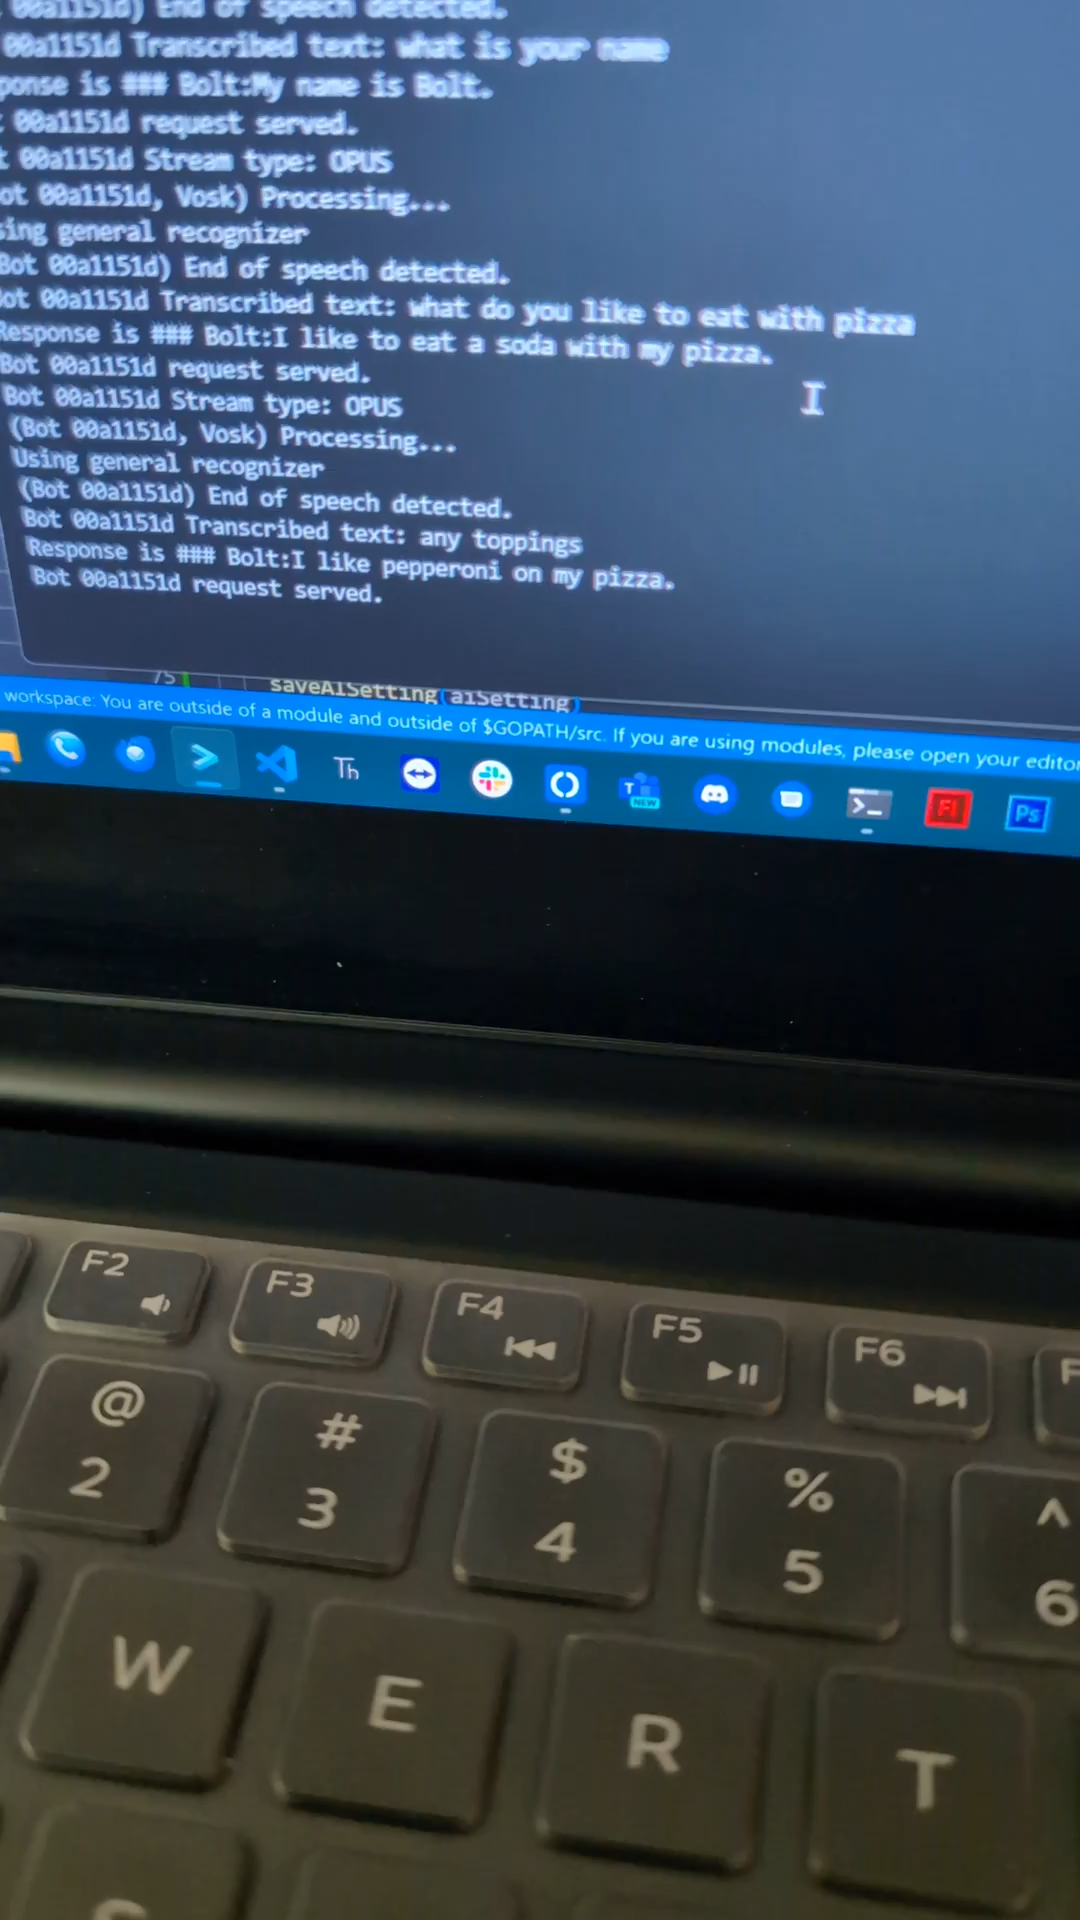 00a1151d) End of speech detected.
00a1151d Transcribed text: what is your name
ponse is ### Bolt:My name is Bolt.
t 00a1151d request served.
t 00a1151d Stream type: OPUS
ot 00a1151d, Vosk) Processing...
sing general recognizer
Bot 00a1151d) End of speech detected.
ot 00a1151d Transcribed text: what do you like to eat with pizza
Response is ### Bolt:I like to eat a soda with my pizza.
Bot 00a1151d request served.
Bot 00a1151d Stream type: OPUS
(Bot 00a1151d, Vosk) Processing...
Using general recognizer
(Bot 00a1151d) End of speech detected.
Bot 00a1151d Transcribed text: any toppings
Response is ### Bolt:I like pepperoni on my pizza.
Bot 00a1151d request served.
75 saveAISetting(aiSetting)
workspace: You are outside of a module and outside of $GOPATH/src. If you are using modules, please open your editor
Th T NEW >_ Fl Ps
F2 F3 F4 F5 F6 F
@ # $ % ^
2 3 4 5 6
W E R T